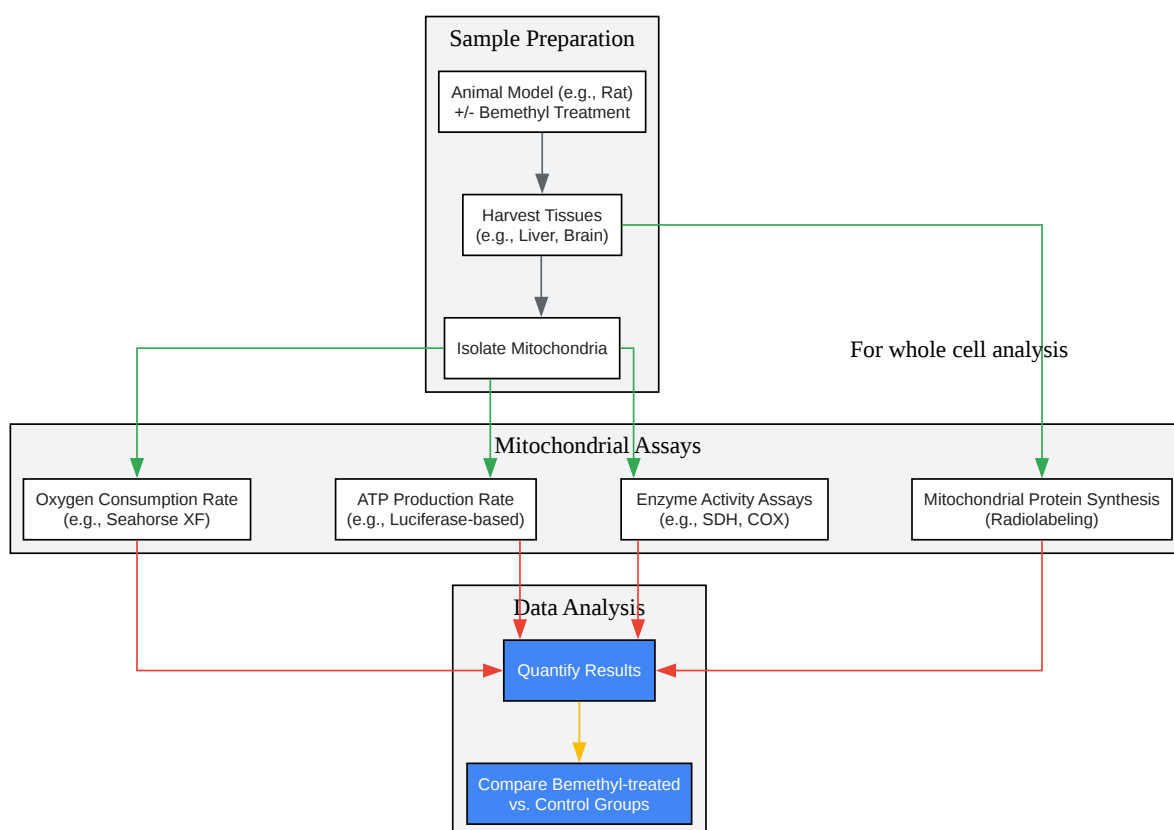 Sample Preparation
Animal Model (e.g., Rat)
+/- Bemethyl Treatment
Harvest Tissues
(e.g., Liver, Brain)
Isolate Mitochondria
For whole cell analysis
Mitochondrial Assays
Oxygen Consumption Rate
(e.g., Seahorse XF)
ATP Production Rate
(e.g., Luciferase-based)
Enzyme Activity Assays
(e.g., SDH, COX)
Mitochondrial Protein Synthesis
(Radiolabeling)
Data Analysis
Quantify Results
Compare Bemethyl-treated
vs. Control Groups